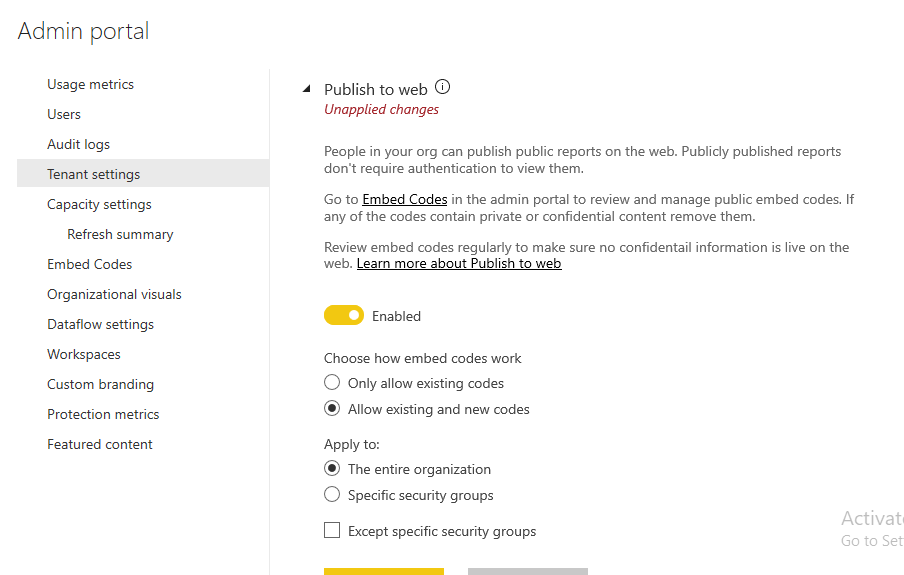 Admin portal
Usage metrics
Users
Audit logs
Tenant settings
Capacity settings
Refresh summary
Embed Codes
Organizational visuals
Dataflow settings
Workspaces
Custom branding
Protection metrics
Featured content
Publish to web
Unapplied changes
People in your org can publish public reports on the web. Publicly published reports
don't require authentication to view them.
Go to Embed Codes in the admin portal to review and manage public embed codes. If
any of the codes contain private or confidential content remove them.
Review embed codes regularly to make sure no confidentail information is live on the
web. Learn more about Publish to web
Enabled
Choose how embed codes work
Only allow existing codes
Allow existing and new codes
Apply to:
The entire organization
Specific security groups
Except specific security groups
Activat
Go to Set